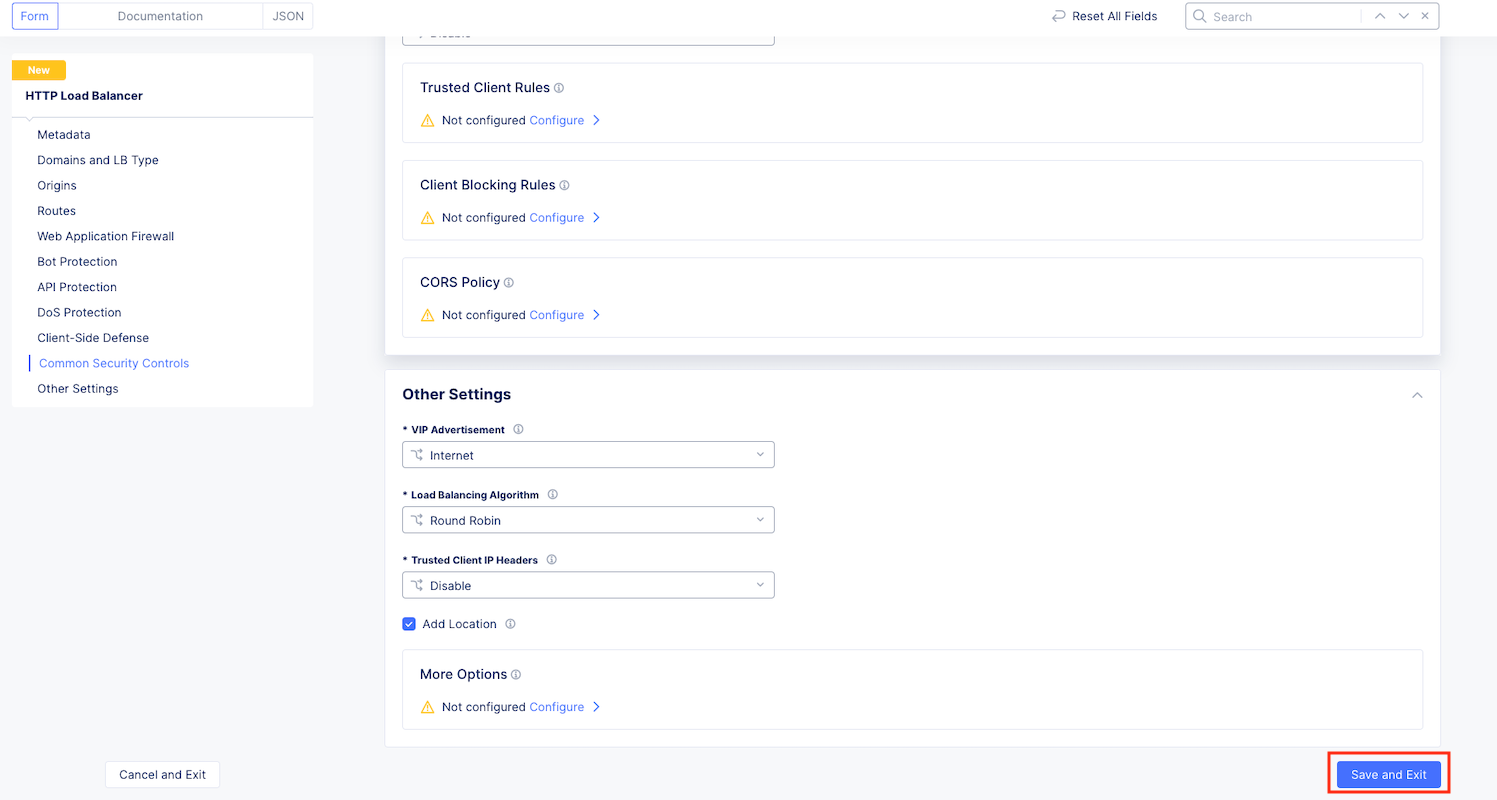 Form
Documentation
JSON
Reset All Fields
Search
New
HTTP Load Balancer
Metadata
Domains and LB Type
Origins
Routes
Web Application Firewall
Bot Protection
API Protection
DoS Protection
Client-Side Defense
Common Security Controls
Other Settings
Trusted Client Rules
Not configured Configure
Client Blocking Rules
Not configured Configure
CORS Policy
Not configured Configure
Other Settings
* VIP Advertisement
Internet
* Load Balancing Algorithm
Round Robin
* Trusted Client IP Headers
Disable
Add Location
More Options
Not configured Configure
Cancel and Exit
Save and Exit